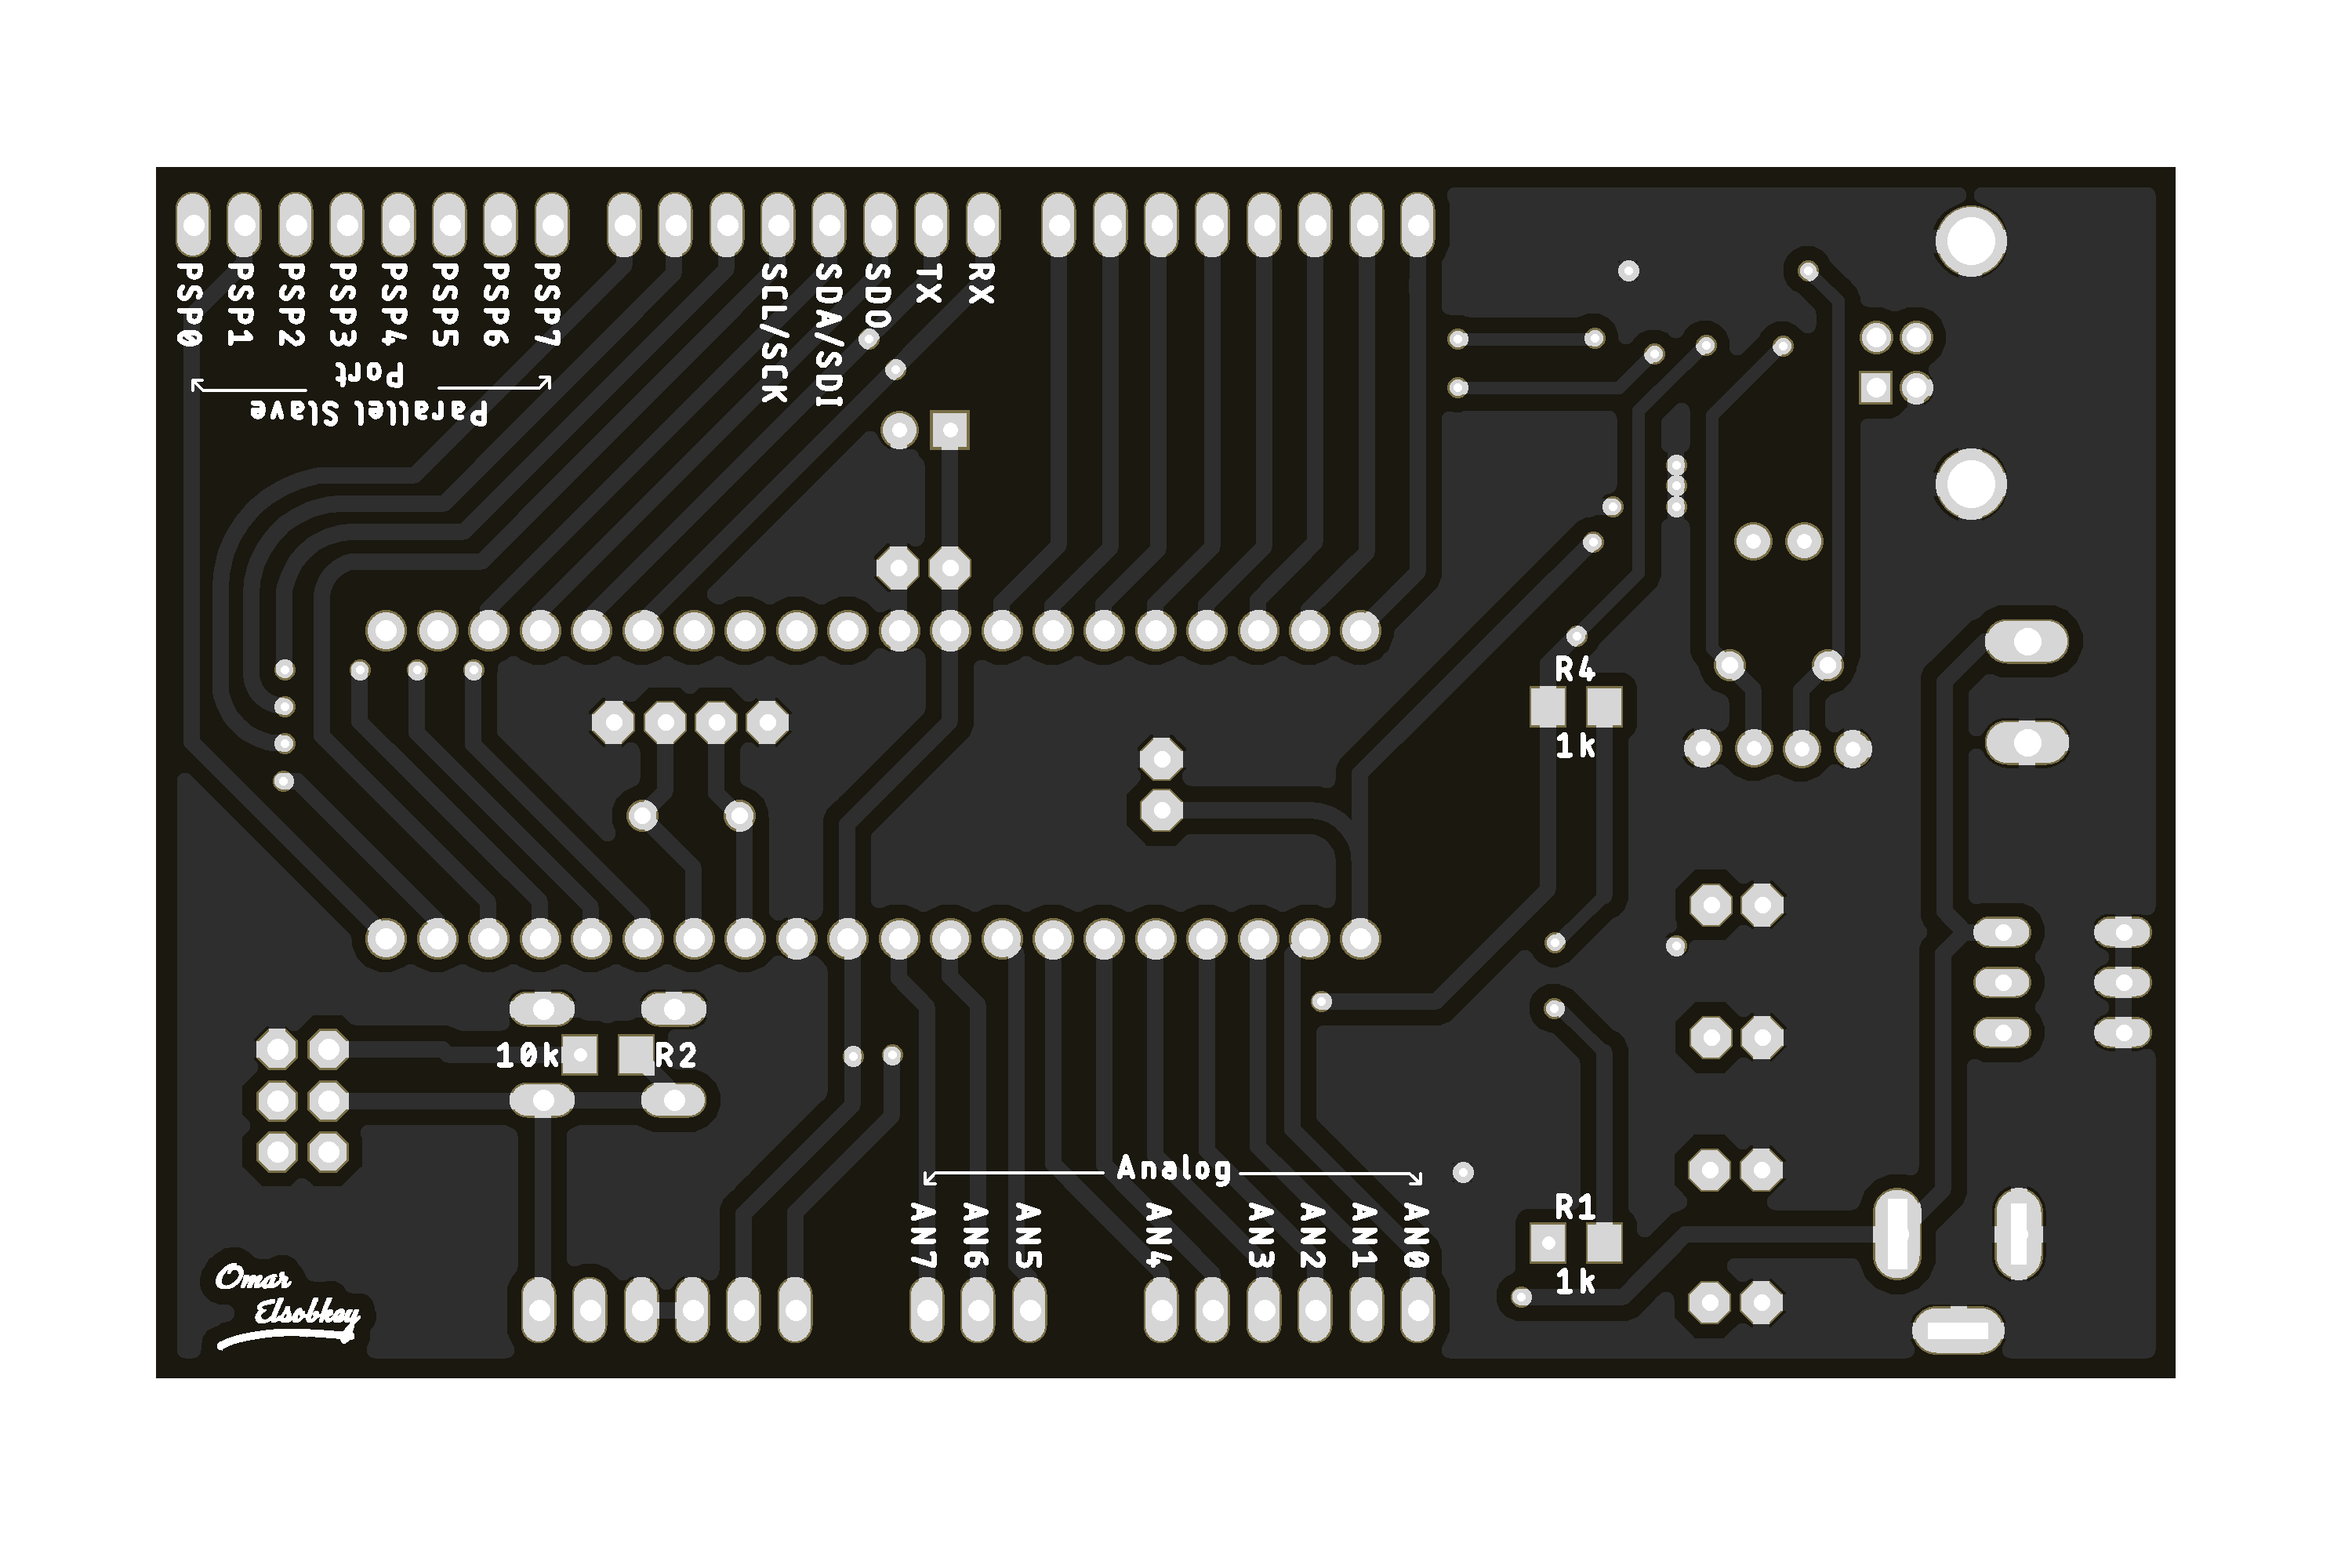 PSP0
PSP1
PSP2
PSP3
PSP4
PSP5
PSP6
PSP7
SCL/SCK
SDA/SDI
SDO
TX
RX
Parallel Slave
Port
R4
1k
10k
R2
Analog
AN7
AN6
AN5
AN4
AN3
AN2
AN1
AN0
R1
1k
Omar
Elsobkey